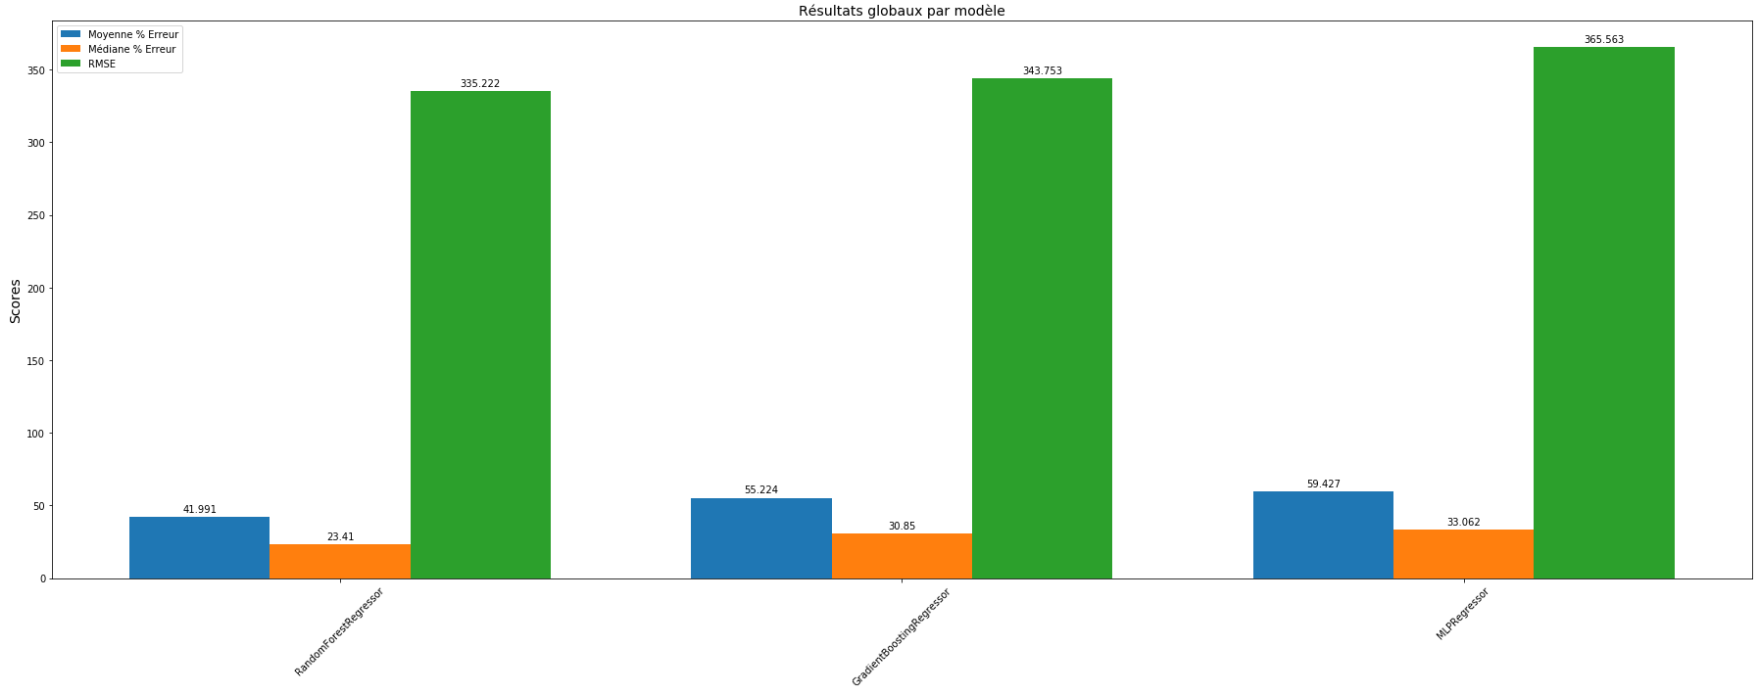 Résultats globaux par modèle
Moyenne % Erreur
Médiane % Erreur
RMSE
Scores
350
300
250
200
150
100
50
0
41.991
23.41
335.222
55.224
30.85
343.753
59.427
33.062
365.563
RandomForestRegressor
GradientBoostingRegressor
MLPRegressor